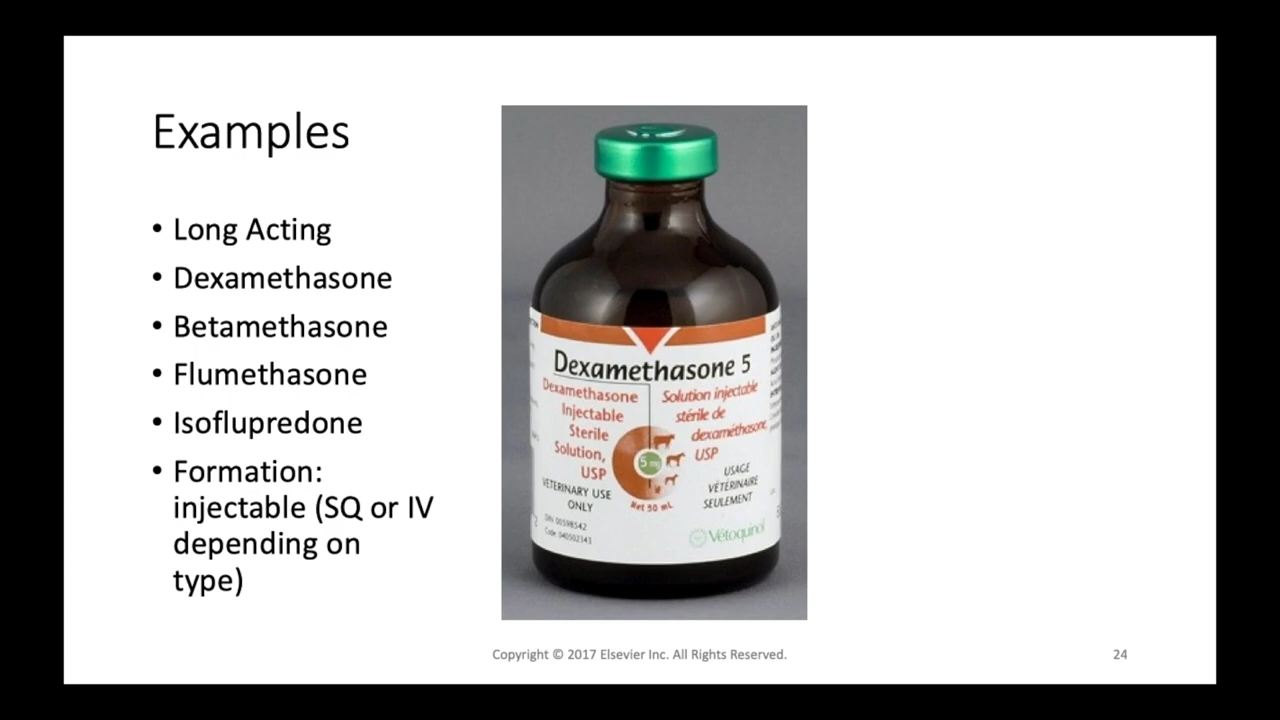 Examples
• Long Acting
• Dexamethasone
• Betamethasone
• Flumethasone
• Isoflupredone
• Formation:
injectable (SQ or IV
depending on
type)
Dexamethasone 5
Dexamethasone
Injectable
Sterile
Solution,
USP
VETERINARY USE
ONLY
DIN 00598542
Code: 040502343
Solution injectable
stérile de
dexaméthasone,
USP
USAGE
VÉTÉRINAIRE
SEULEMENT
5 mg
Net 50 mL
Vétoquinol
Copyright © 2017 Elsevier Inc. All Rights Reserved.
24